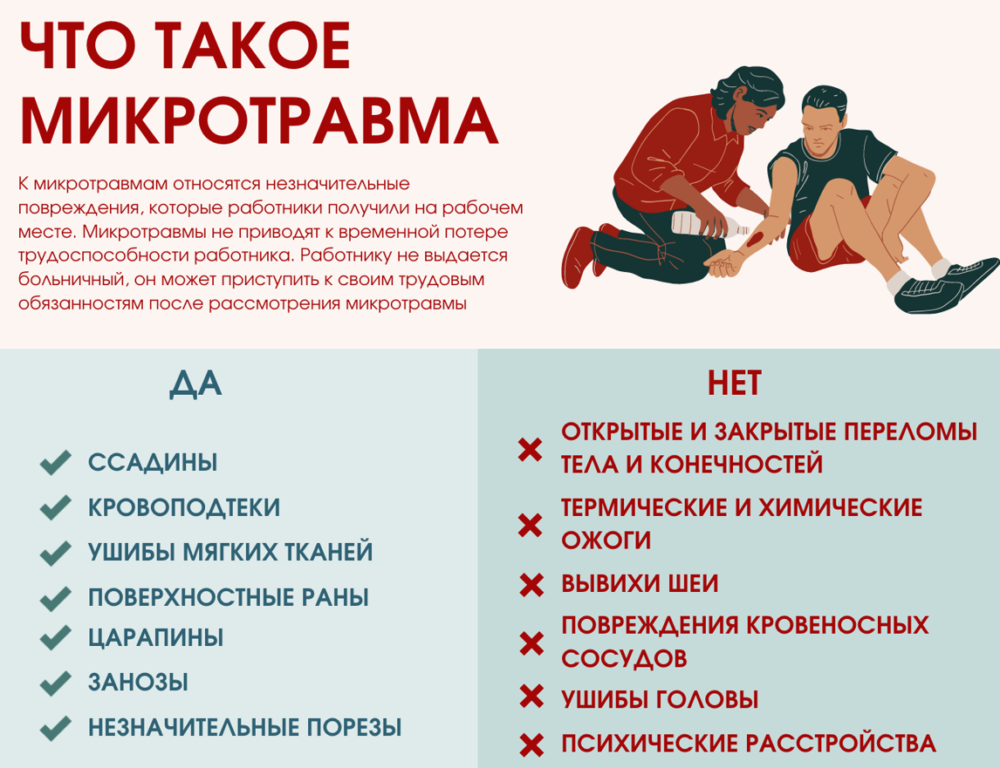 ЧТО ТАКОЕ
МИКРОТРАВМА
К микротравмам относятся незначительные
повреждения, которые работники получили на рабочем
месте. Микротравмы не приводят к временной потере
трудоспособности работника. Работнику не выдается
больничный, он может приступить к своим трудовым
обязанностям после рассмотрения микротравмы
ДА
ССАДИНЫ
КРОВОПОДТЕКИ
УШИБЫ МЯГКИХ ТКАНЕЙ
ПОВЕРХНОСТНЫЕ РАНЫ
ЦАРАПИНЫ
ЗАНОЗЫ
НЕЗНАЧИТЕЛЬНЫЕ ПОРЕЗЫ
НЕТ
ОТКРЫТЫЕ И ЗАКРЫТЫЕ ПЕРЕЛОМЫ
ТЕЛА И КОНЕЧНОСТЕЙ
ТЕРМИЧЕСКИЕ И ХИМИЧЕСКИЕ
ОЖОГИ
ВЫВИХИ ШЕИ
ПОВРЕЖДЕНИЯ КРОВЕНОСНЫХ
СОСУДОВ
УШИБЫ ГОЛОВЫ
ПСИХИЧЕСКИЕ РАССТРОЙСТВА